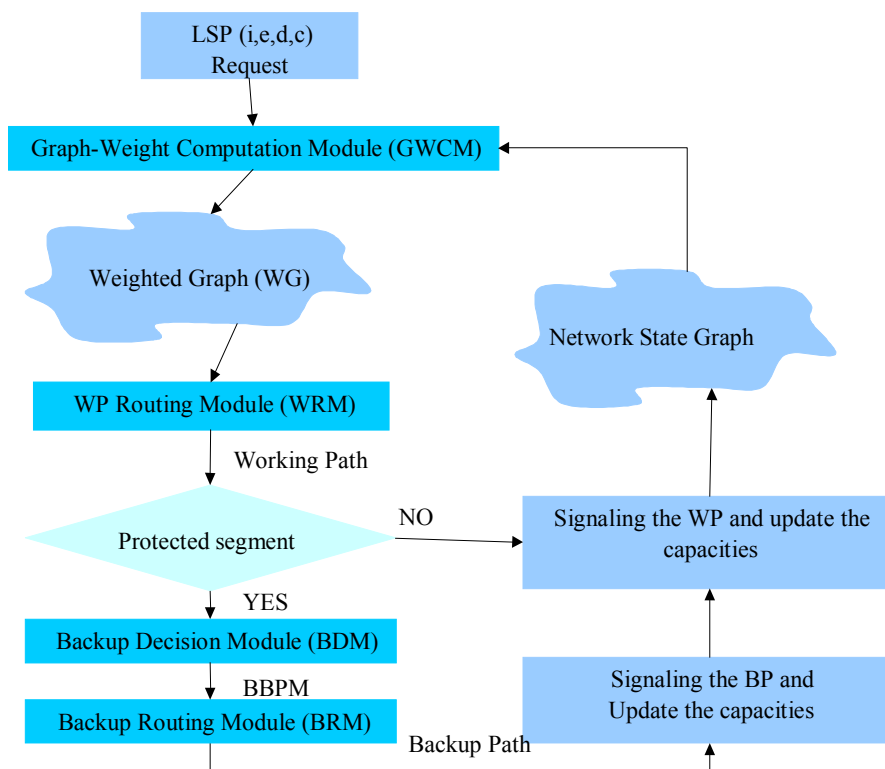 LSP (i,e,d,c)
Request
Graph-Weight Computation Module (GWCM)
Weighted Graph (WG)
Network State Graph
WP Routing Module (WRM)
Working Path
Protected segment
NO
Signaling the WP and update the
capacities
YES
Backup Decision Module (BDM)
BBPM
Backup Routing Module (BRM)
Signaling the BP and
Update the capacities
Backup Path